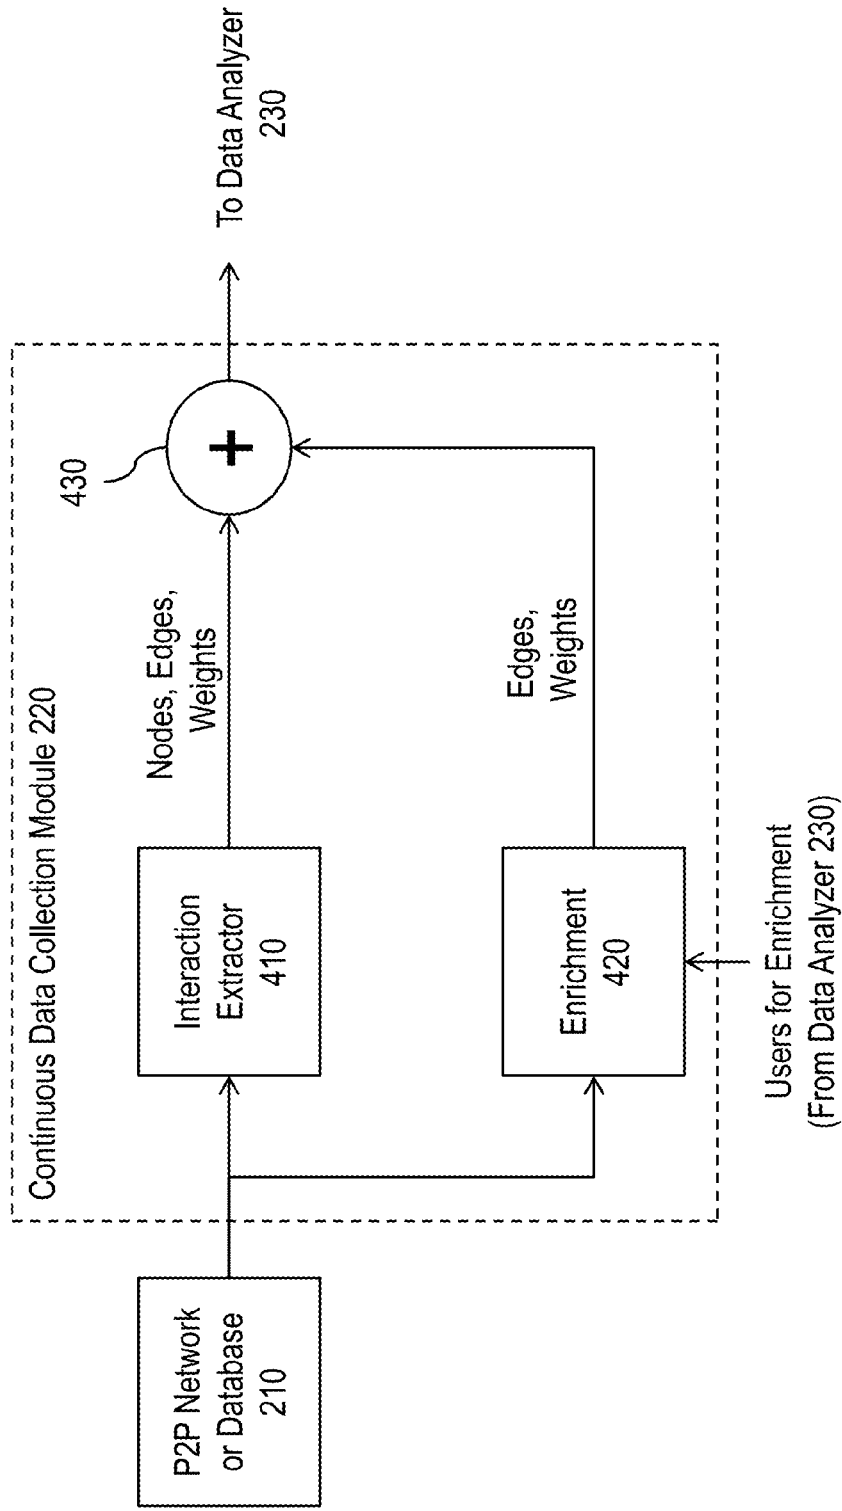 Continuous Data Collection Module 220
P2P Network
or Database
210
Interaction
Extractor
410
Nodes, Edges,
Weights
430
+
To Data Analyzer
230
Enrichment
420
Edges,
Weights
Users for Enrichment
(From Data Analyzer 230)